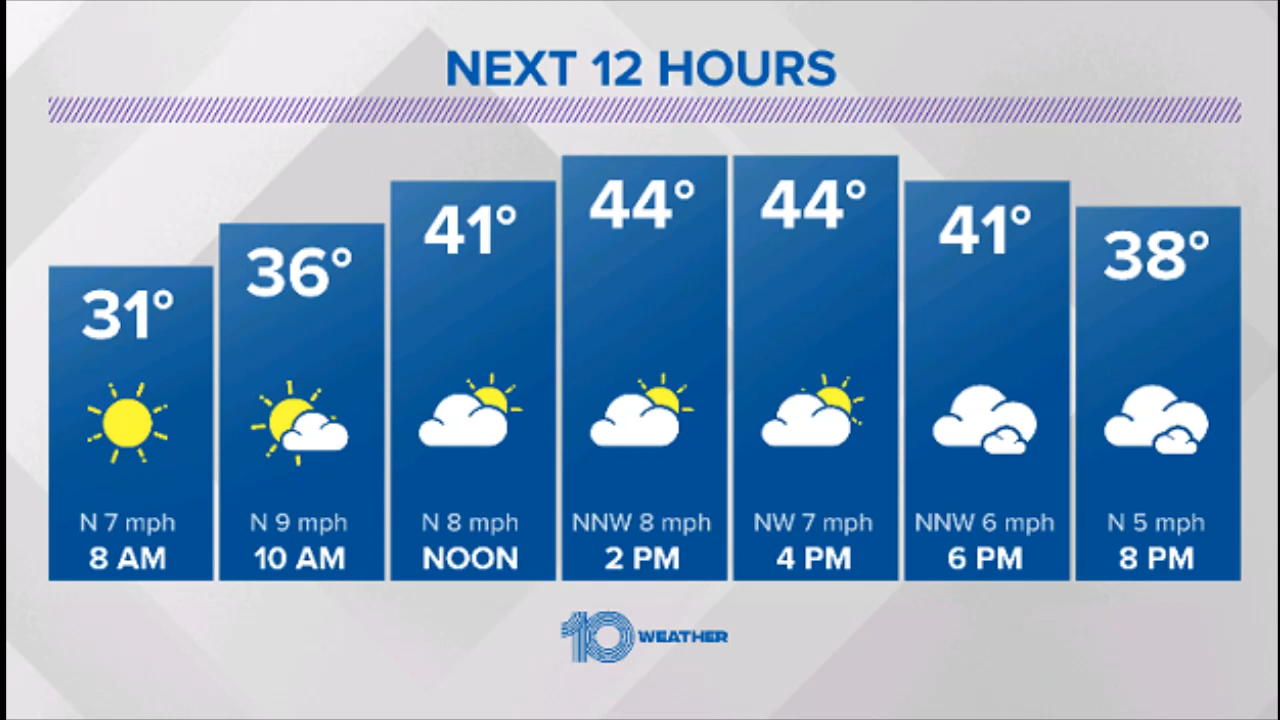 NEXT 12 HOURS
31° 36° 41° 44° 44° 41° 38°
N 7 mph N 9 mph N 8 mph NNW 8 mph NW 7 mph NNW 6 mph N 5 mph
8 AM 10 AM NOON 2 PM 4 PM 6 PM 8 PM
10 WEATHER